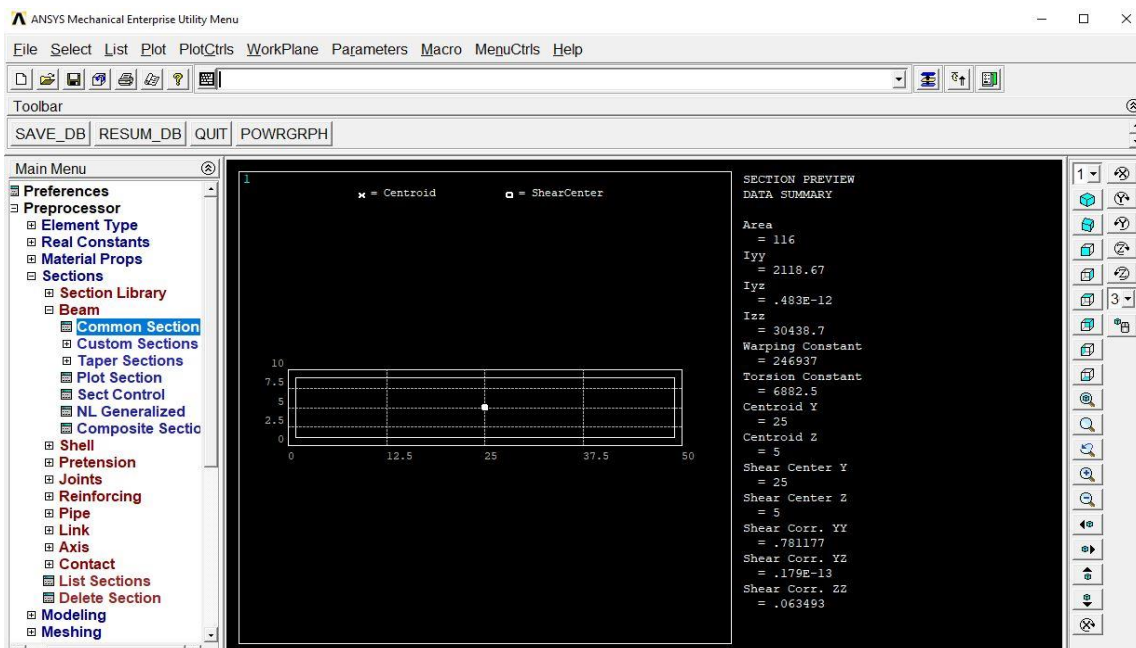 ANSYS Mechanical Enterprise Utility Menu
File Select List Plot PlotCtrls WorkPlane Parameters Macro MenuCtrls Help
Toolbar
SAVE_DB RESUM_DB QUIT POWRGRPH
Main Menu
Preferences
Preprocessor
Element Type
Real Constants
Material Props
Sections
Section Library
Beam
Common Section
Custom Sections
Taper Sections
Plot Section
Sect Control
NL Generalized
Composite Sectio
Shell
Pretension
Joints
Reinforcing
Pipe
Link
Axis
Contact
List Sections
Delete Section
Modeling
Meshing
1
x = Centroid
o = ShearCenter
10
7.5
5
2.5
0
0 12.5 25 37.5 50
SECTION PREVIEW
DATA SUMMARY
Area
= 116
Iyy
= 2118.67
Iyz
= .483E-12
Izz
= 30438.7
Warping Constant
= 246937
Torsion Constant
= 6882.5
Centroid Y
= 25
Centroid Z
= 5
Shear Center Y
= 25
Shear Center Z
= 5
Shear Corr. YY
= .781177
Shear Corr. YZ
= .179E-13
Shear Corr. ZZ
= .063493
1
3